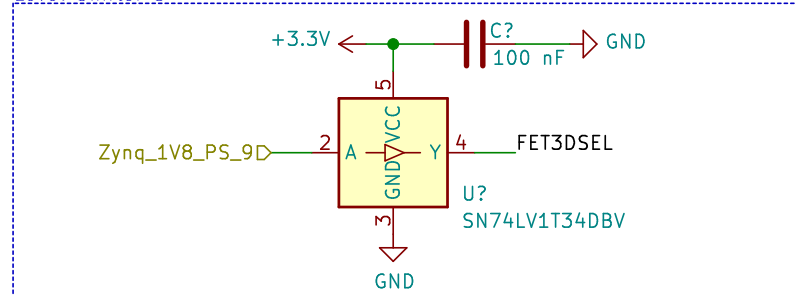 +3.3V
C?
100 nF
GND
5
VCC
Zynq_1V8_PS_9
2
A
Y
4
FET3DSEL
GND
3
U?
SN74LV1T34DBV
GND